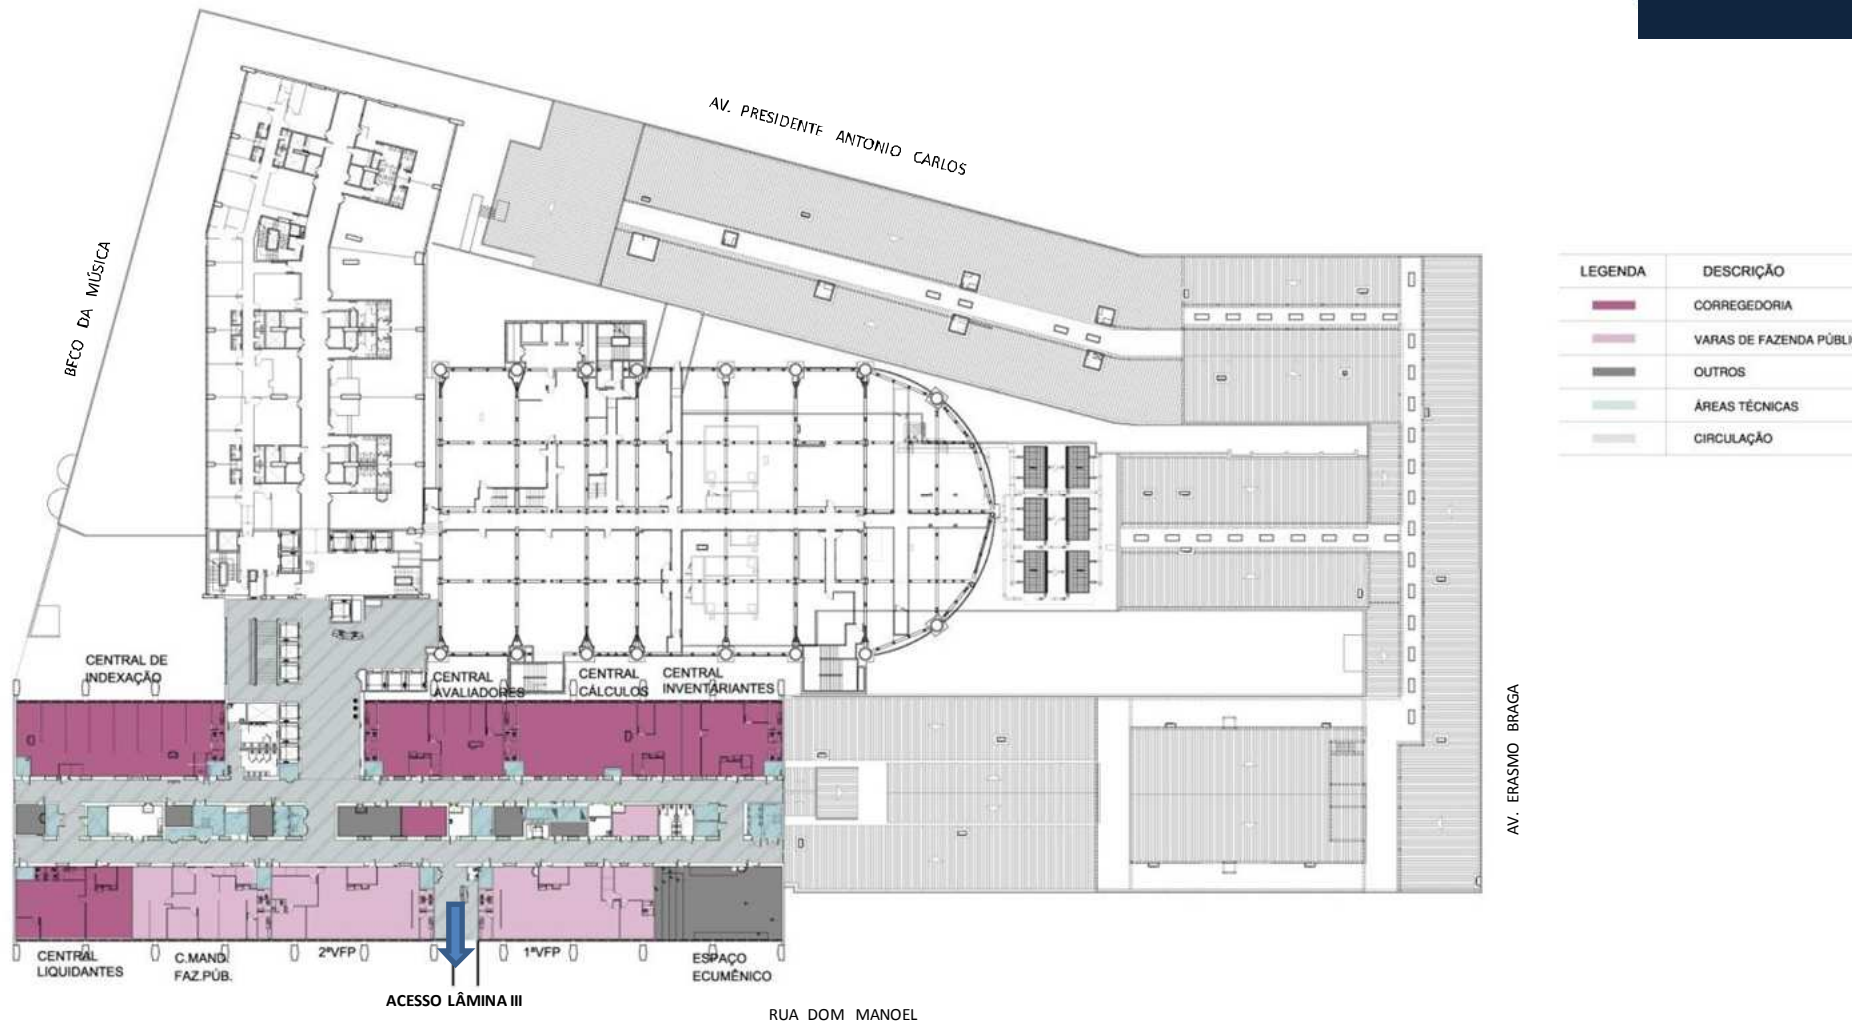 AV. PRESIDENTE ANTONIO CARLOS
BECO DA MÚSICA
LEGENDA DESCRIÇÃO
CORREGEDORIA
VARAS DE FAZENDA PÚBLI
OUTROS
ÁREAS TÉCNICAS
CIRCULAÇÃO
CENTRAL DE
INDEXAÇÃO
CENTRAL
AVALIADORES
CENTRAL
CÁLCULOS
CENTRAL
INVENTARIANTES
AV. ERASMO BRAGA
CENTRAL
LIQUIDANTES
C.MAND.
FAZ.PÚB.
2ªVFP
1ªVFP
ESPAÇO
ECUMÊNICO
ACESSO LÂMINA III
RUA DOM MANOEL